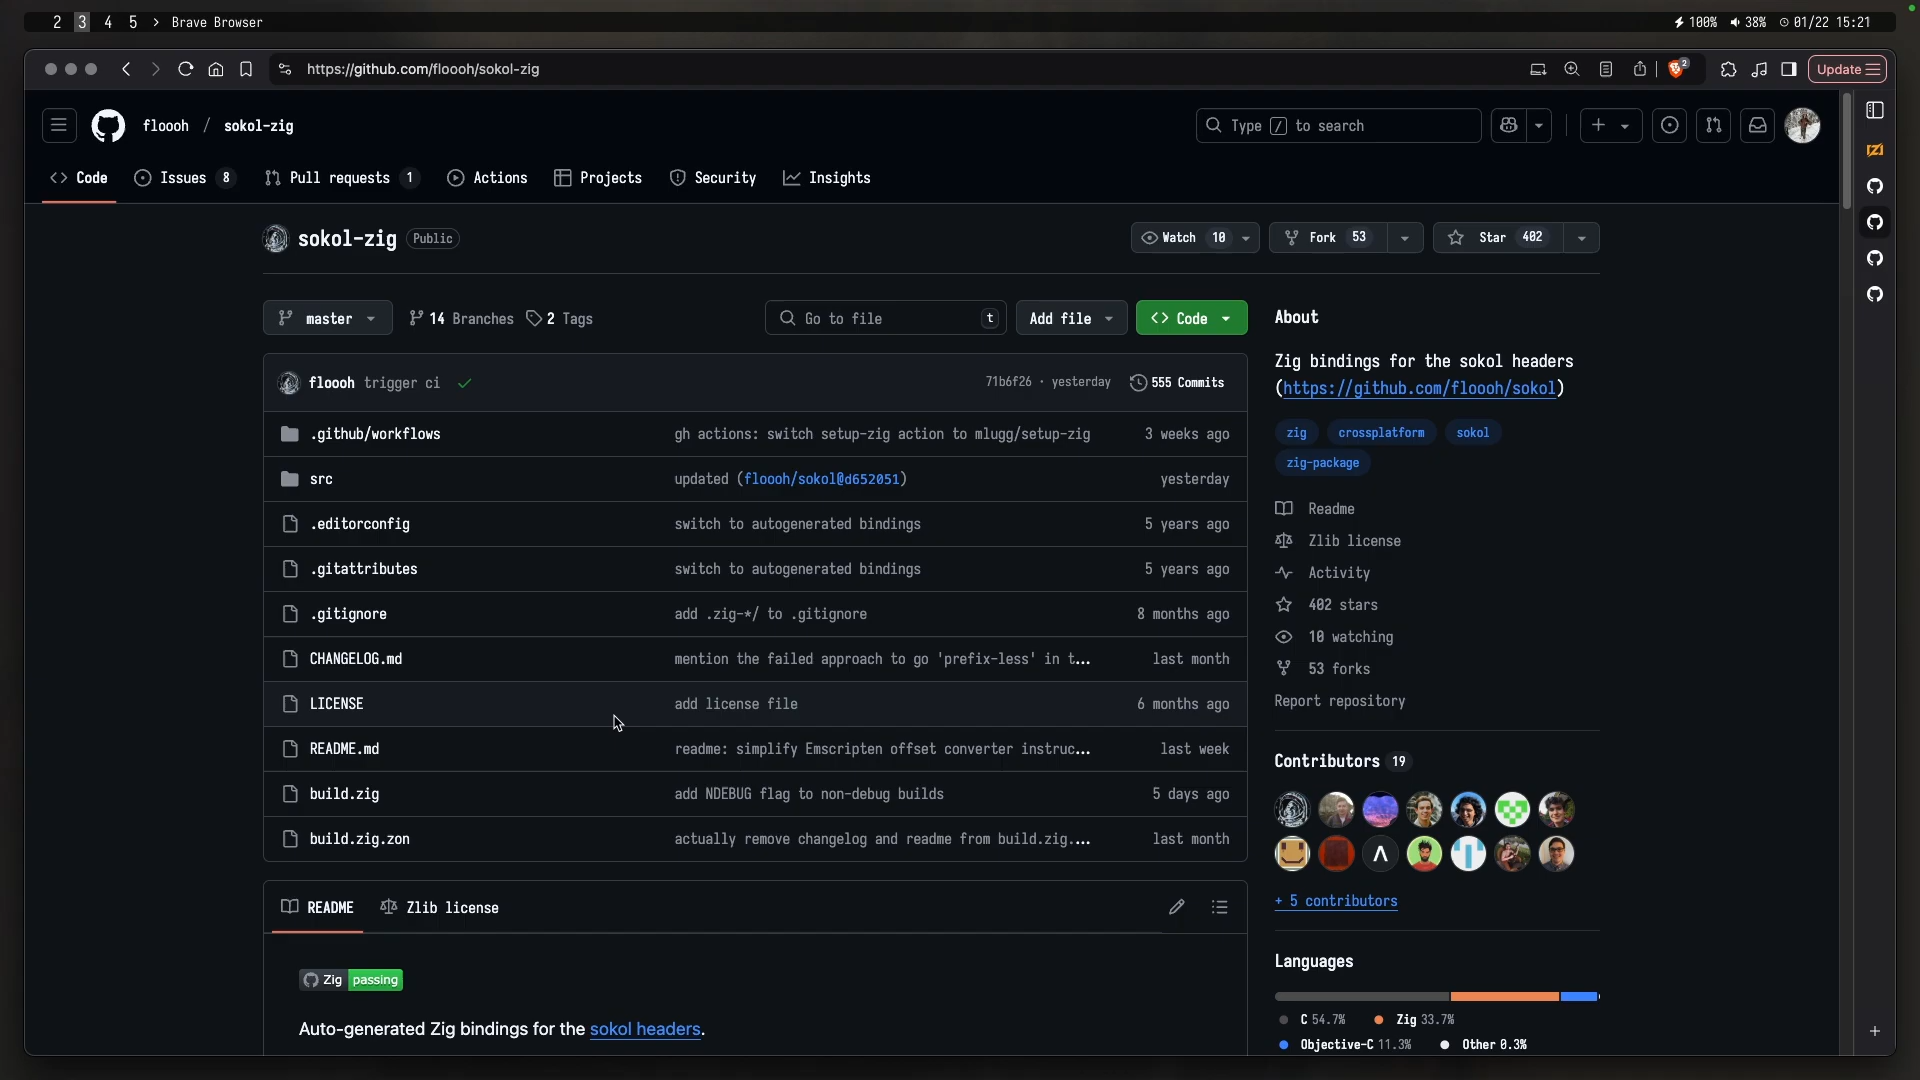 2 3 4 5 > Brave Browser 100% 38% 01/22 15:21
https://github.com/floooh/sokol-zig 2 Update
floooh / sokol-zig Type / to search
Code Issues 8 Pull requests 1 Actions Projects Security Insights
sokol-zig Public Watch 10 Fork 53 Star 402
master 14 Branches 2 Tags Go to file t Add file Code
About
Zig bindings for the sokol headers
(https://github.com/floooh/sokol)
zig crossplatform sokol
zig-package
Readme
Zlib license
Activity
402 stars
10 watching
53 forks
Report repository
floooh trigger ci 71b6f26 · yesterday 555 Commits
.github/workflows gh actions: switch setup-zig action to mlugg/setup-zig 3 weeks ago
src updated (floooh/sokol@d652051) yesterday
.editorconfig switch to autogenerated bindings 5 years ago
.gitattributes switch to autogenerated bindings 5 years ago
.gitignore add .zig-*/ to .gitignore 8 months ago
CHANGELOG.md mention the failed approach to go 'prefix-less' in t... last month
LICENSE add license file 6 months ago
README.md readme: simplify Emscripten offset converter instruc... last week
build.zig add NDEBUG flag to non-debug builds 5 days ago
build.zig.zon actually remove changelog and readme from build.zig.... last month
Contributors 19
+ 5 contributors
Languages
C 54.7% Zig 33.7%
Objective-C 11.3% Other 0.3%
README Zlib license
Zig passing
Auto-generated Zig bindings for the sokol headers.